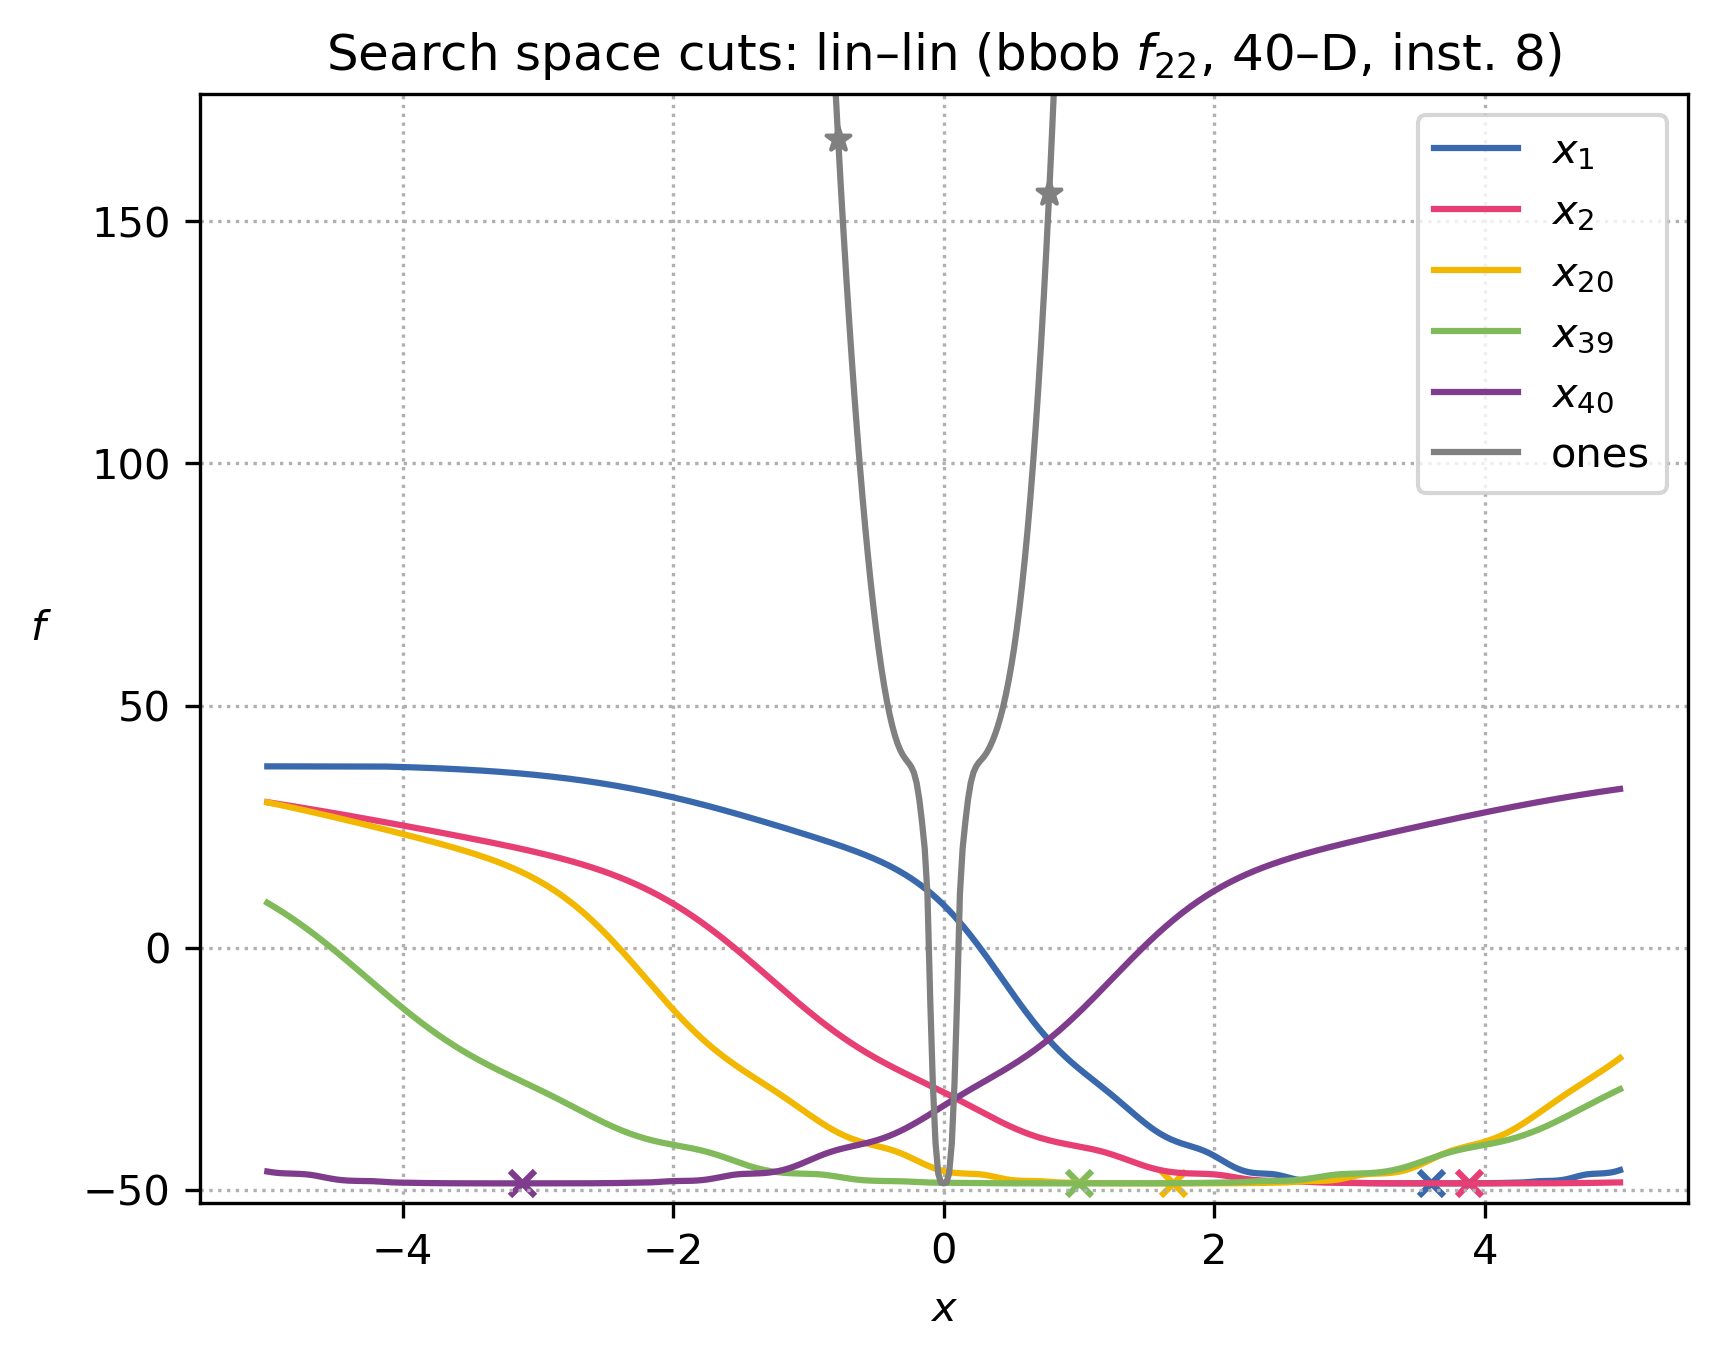 Search space cuts: lin–lin (bbob f₂₂, 40–D, inst. 8)
x₁
x₂
x₂₀
x₃₉
x₄₀
ones
150
100
50
0
−50
f
−4 −2 0 2 4
x